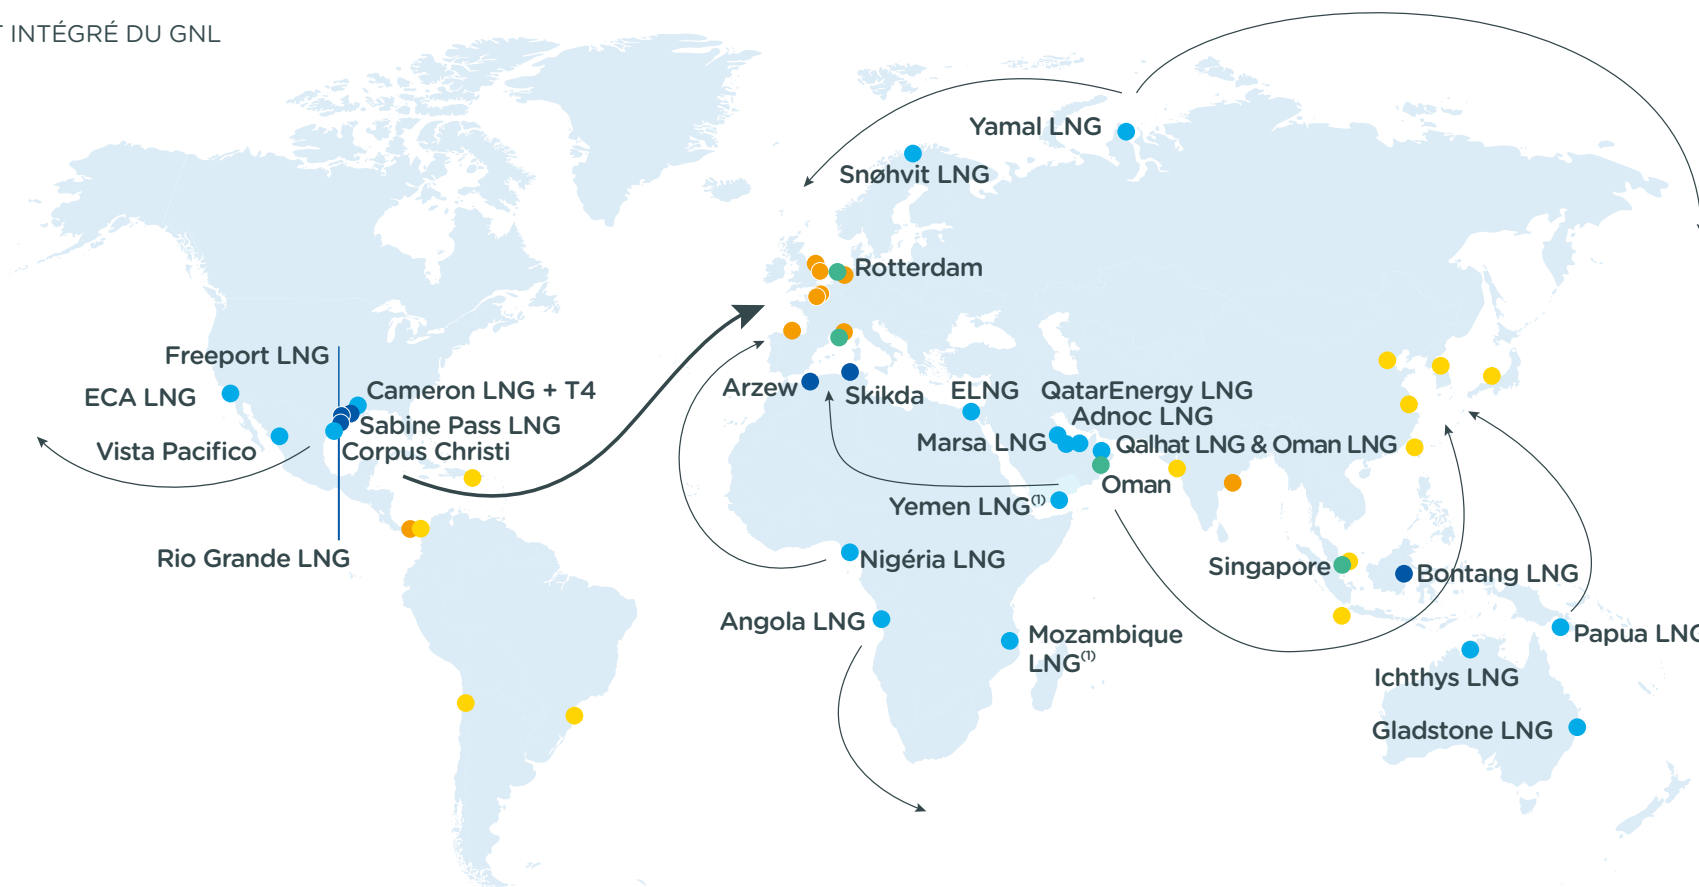 T INTÉGRÉ DU GNL
Yamal LNG
Snøhvit LNG
Rotterdam
Freeport LNG
ECA LNG
Cameron LNG + T4
Sabine Pass LNG
Vista Pacifico
Corpus Christi
Rio Grande LNG
Arzew
Skikda
ELNG
QatarEnergy LNG
Adnoc LNG
Marsa LNG
Qalhat LNG & Oman LNG
Oman
Yemen LNG(1)
Nigéria LNG
Singapore
Bontang LNG
Angola LNG
Mozambique
LNG(1)
Papua LNG
Ichthys LNG
Gladstone LNG